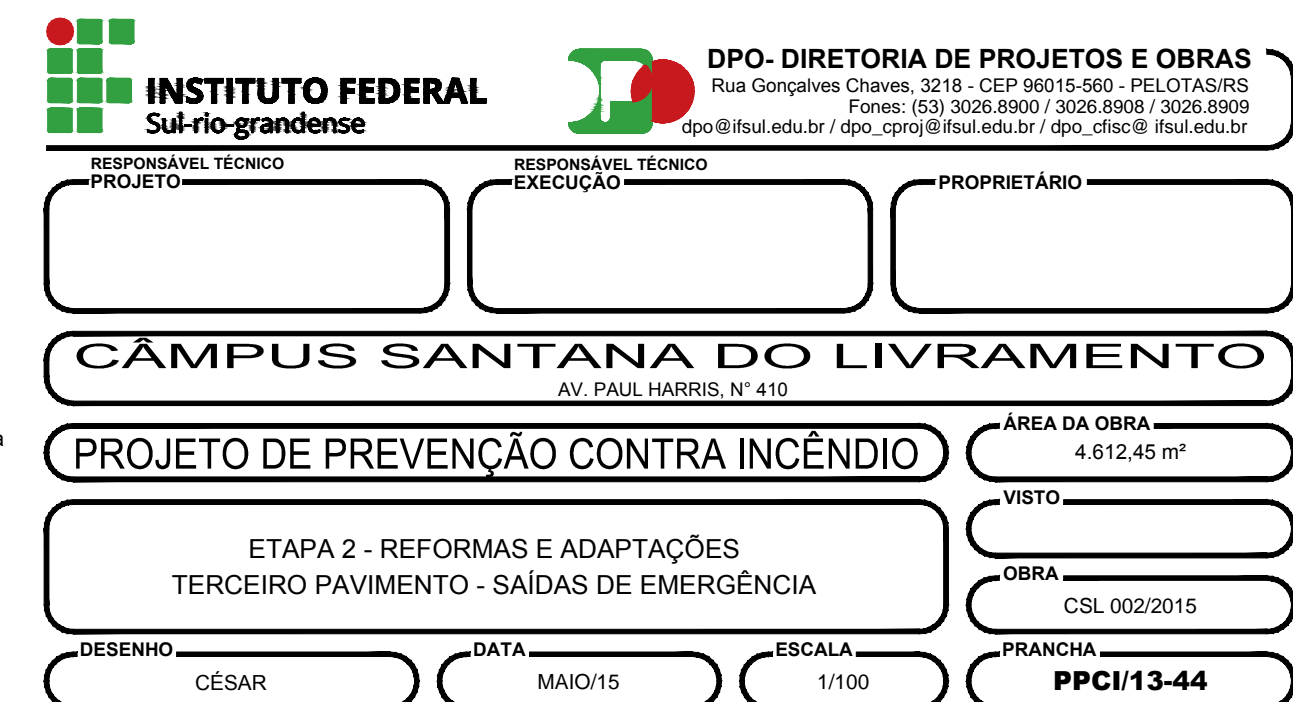 INSTITUTO FEDERAL
Sul-rio-grandense
DPO- DIRETORIA DE PROJETOS E OBRAS
Rua Gonçalves Chaves, 3218 - CEP 96015-560 - PELOTAS/RS
Fones: (53) 3026.8900 / 3026.8908 / 3026.8909
dpo@ifsul.edu.br / dpo_cproj@ifsul.edu.br / dpo_cfisc@ ifsul.edu.br
RESPONSÁVEL TÉCNICO
PROJETO
RESPONSÁVEL TÉCNICO
EXECUÇÃO
PROPRIETÁRIO
CÂMPUS SANTANA DO LIVRAMENTO
AV. PAUL HARRIS, N° 410
a
PROJETO DE PREVENÇÃO CONTRA INCÊNDIO
ÁREA DA OBRA
4.612,45 m²
VISTO
ETAPA 2 - REFORMAS E ADAPTAÇÕES
TERCEIRO PAVIMENTO - SAÍDAS DE EMERGÊNCIA
OBRA
CSL 002/2015
DESENHO
CÉSAR
DATA
MAIO/15
ESCALA
1/100
PRANCHA
PPCI/13-44